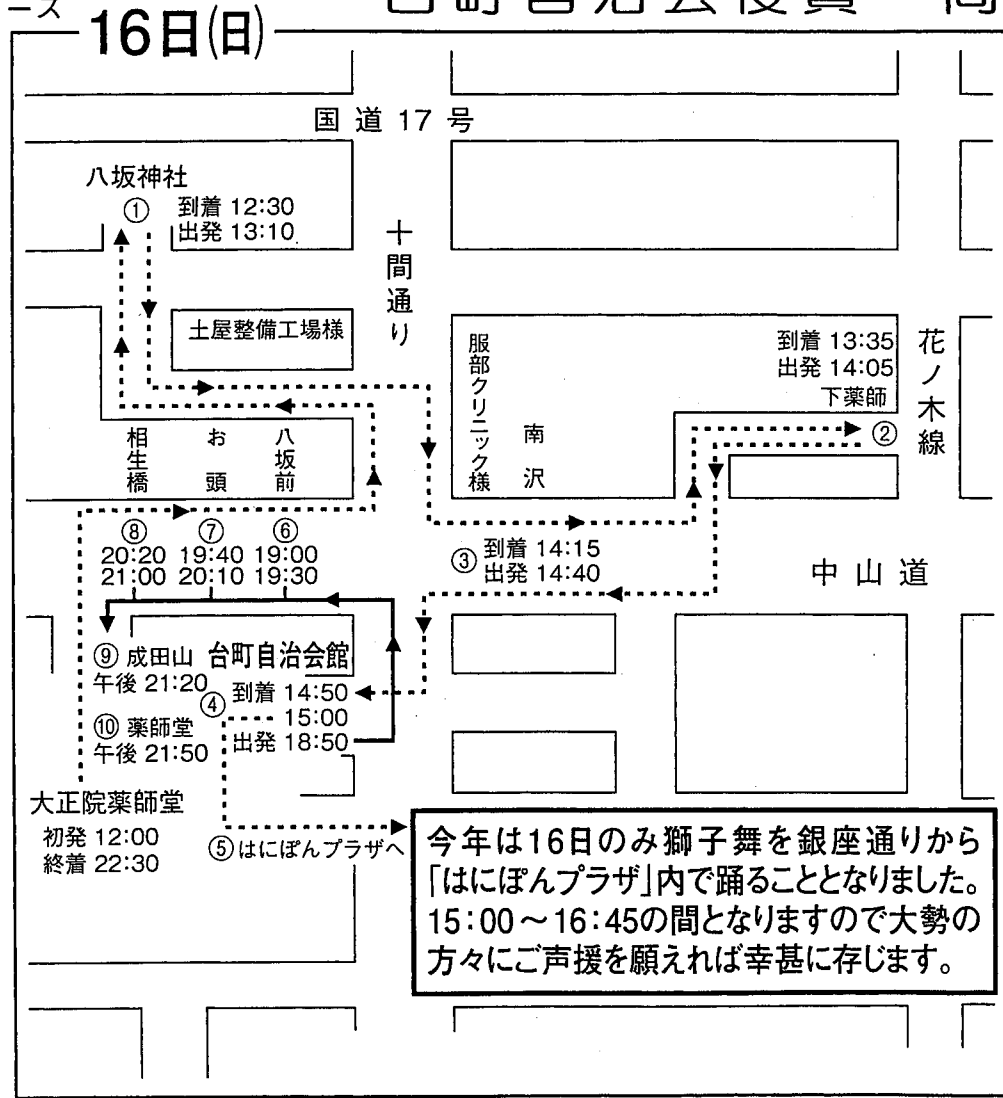 ース
台町自治会役員一同
16日(日)
国道17号
八坂神社
① 到着 12:30
出発 13:10
十間通り
土屋整備工場様
服部クリニック様
南沢
到着 13:35
出発 14:05
下薬師
②
花ノ木線
相生橋
お頭
八坂前
⑧ ⑦ ⑥
20:20 19:40 19:00
21:00 20:10 19:30
③ 到着 14:15
出発 14:40
中山道
⑨ 成田山
午後 21:20
台町自治会館
④ 到着 14:50
15:00
出発 18:50
⑩ 薬師堂
午後 21:50
大正院薬師堂
初発 12:00
終着 22:30
⑤はにぽんプラザへ
今年は16日のみ獅子舞を銀座通りから
「はにぽんプラザ」内で踊ることとなりました。
15:00～16:45の間となりますので大勢の
方々にご声援を願えれば幸甚に存じます。